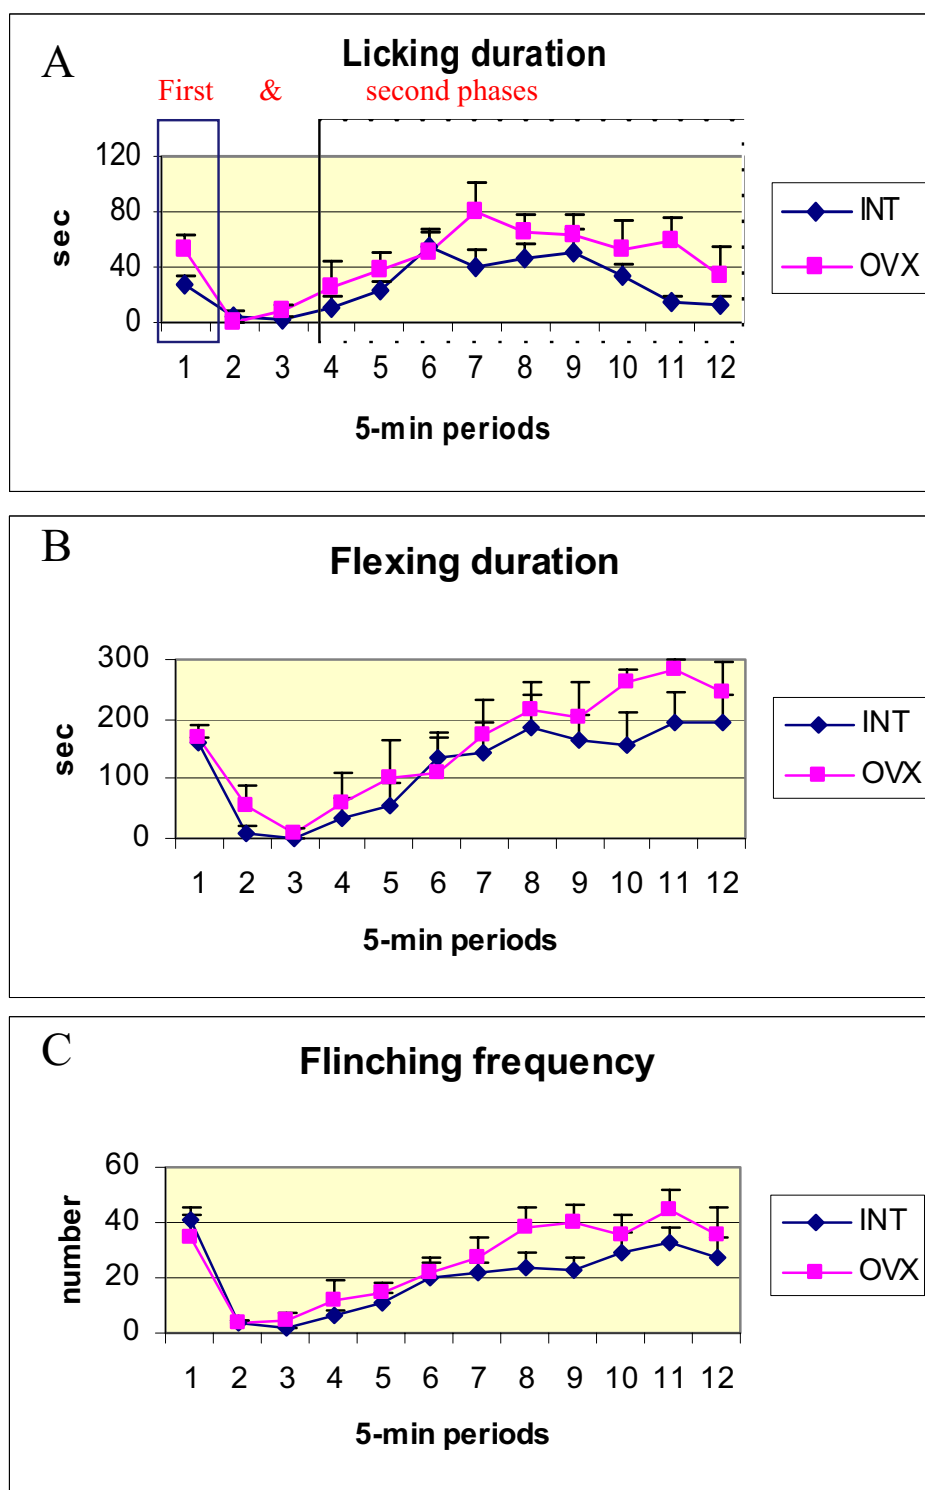 A
Licking duration
First & second phases
120
80
40
0
sec
1 2 3 4 5 6 7 8 9 10 11 12
5-min periods
INT
OVX
B
Flexing duration
300
200
100
0
sec
1 2 3 4 5 6 7 8 9 10 11 12
5-min periods
INT
OVX
C
Flinching frequency
60
40
20
0
number
1 2 3 4 5 6 7 8 9 10 11 12
5-min periods
INT
OVX